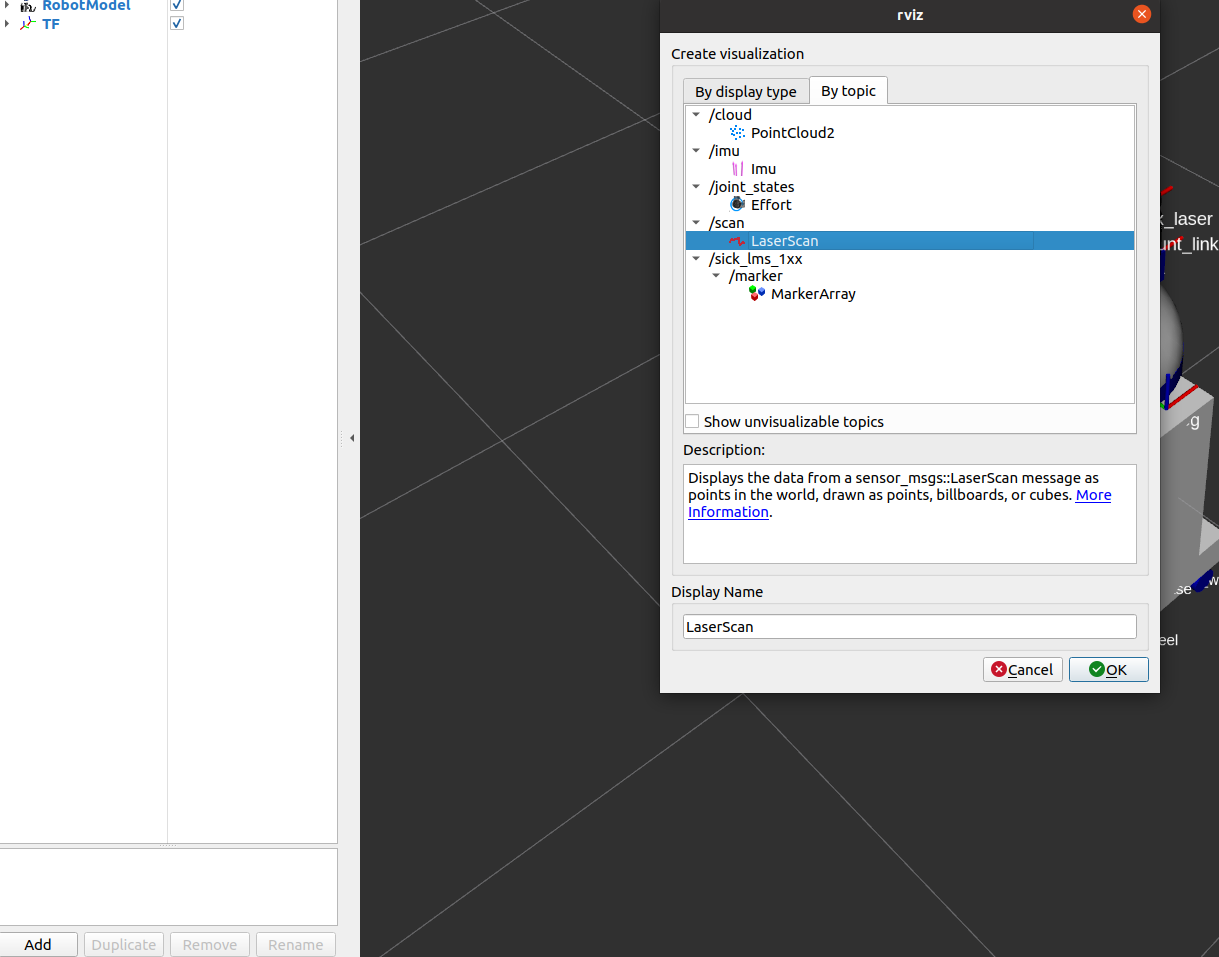 RobotModel
TF
rviz
Create visualization
By display type
By topic
/cloud
PointCloud2
/imu
Imu
/joint_states
Effort
/scan
LaserScan
/sick_lms_1xx
/marker
MarkerArray
Show unvisualizable topics
Description:
Displays the data from a sensor_msgs::LaserScan message as
points in the world, drawn as points, billboards, or cubes. More
Information.
Display Name
LaserScan
Cancel
OK
k_laser
unt_link
se
eel
Add
Duplicate
Remove
Rename